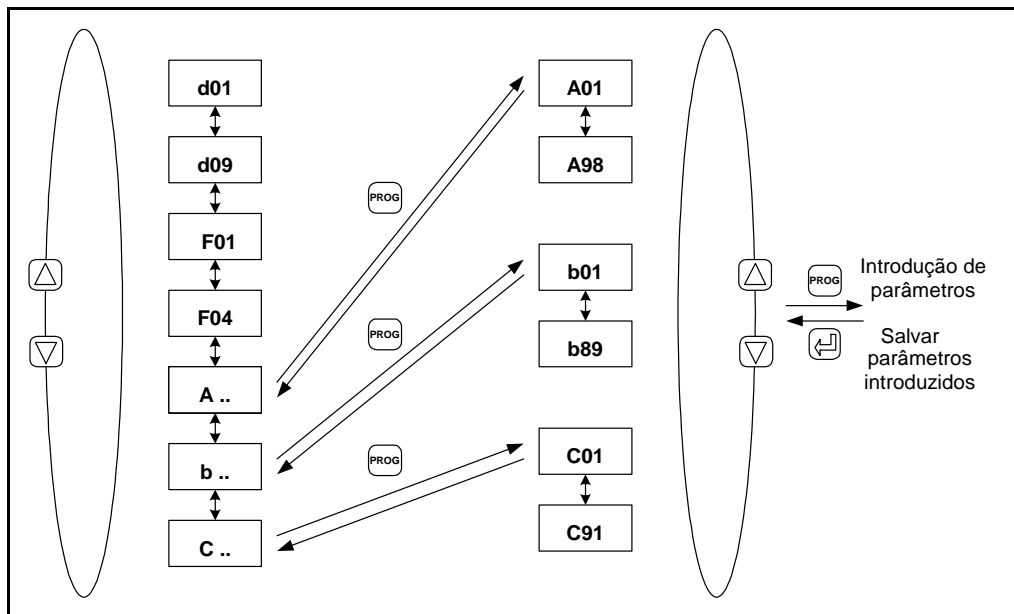 d01
d09
F01
F04
A ..
b ..
C ..
PROG
PROG
PROG
A01
A98
b01
b89
C01
C91
PROG
Introdução de
parâmetros
Salvar
parâmetros
introduzidos